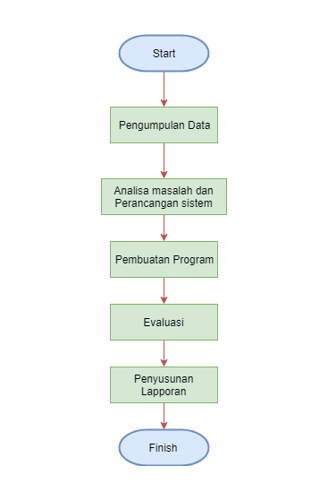 Start
Pengumpulan Data
Analisa masalah dan
Perancangan sistem
Pembuatan Program
Evaluasi
Penyusunan
Lapporan
Finish